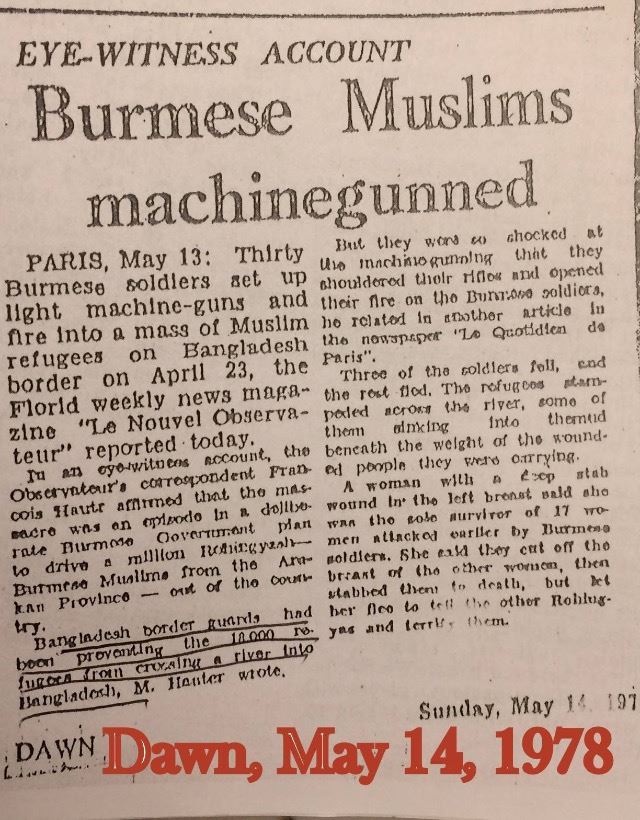 EYE-WITNESS ACCOUNT
Burmese Muslims
machinegunned
PARIS, May 13: Thirty
Burmese soldiers set up
light machine-guns and
fire into a mass of Muslim
refugees on Bangladesh
border on April 23, the
Florid weekly news maga-
zine "Le Nouvel Observa-
teur" reported today.
In an eye-witness account, the
Observateur's correspondent Fran-
cois Hautr affirmed that the mas-
sacre was an episode in a delibe-
rate Burmese Government plan
to drive a million
Burmese Muslims from the Ara-
kan Province — out of the coun-
try.
Bangladesh border guards had
been preventing the 10,000 re-
fugees from crossing a river into
Bangladesh, M. Hauter wrote.
But they were so shocked at
the machinegunning that they
shouldered their rifles and opened
their fire on the Burmese soldiers,
he related in another article in
the newspaper "Le Quotidien de
Paris".
Three of the soldiers fell, and
the rest fled. The refugees stam-
peded across the river, some of
them sinking into themud
beneath the weight of the wound-
ed people they were carrying.
A woman with a deep stab
wound in the left breast said she
was the sole survivor of 17 wo-
men attacked earlier by Burmese
soldiers. She said they cut off the
breast of the other women, then
stabbed them to death, but let
her flee to tell the other Rohing-
yas and terrify them.
Sunday, May 14 197
DAWN
Dawn, May 14, 1978